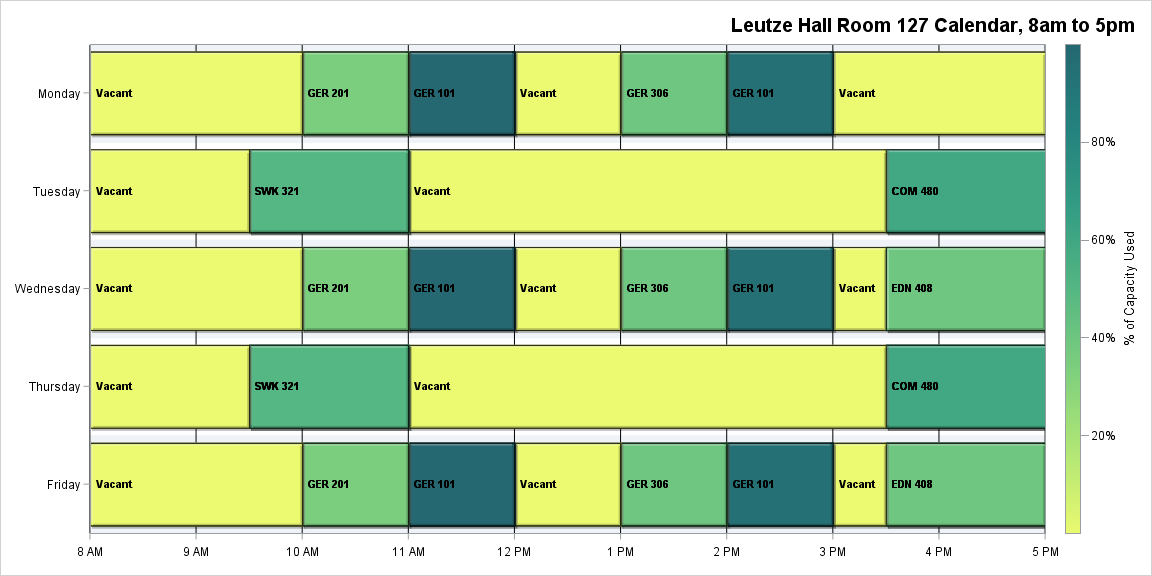 Leutze Hall Room 127 Calendar, 8am to 5pm
Monday
Vacant
GER 201
GER 101
Vacant
GER 306
GER 101
Vacant
Tuesday
Vacant
SWK 321
Vacant
COM 480
Wednesday
Vacant
GER 201
GER 101
Vacant
GER 306
GER 101
Vacant
EDN 408
Thursday
Vacant
SWK 321
Vacant
COM 480
Friday
Vacant
GER 201
GER 101
Vacant
GER 306
GER 101
Vacant
EDN 408
8 AM
9 AM
10 AM
11 AM
12 PM
1 PM
2 PM
3 PM
4 PM
5 PM
80%
60%
40%
20%
% of Capacity Used